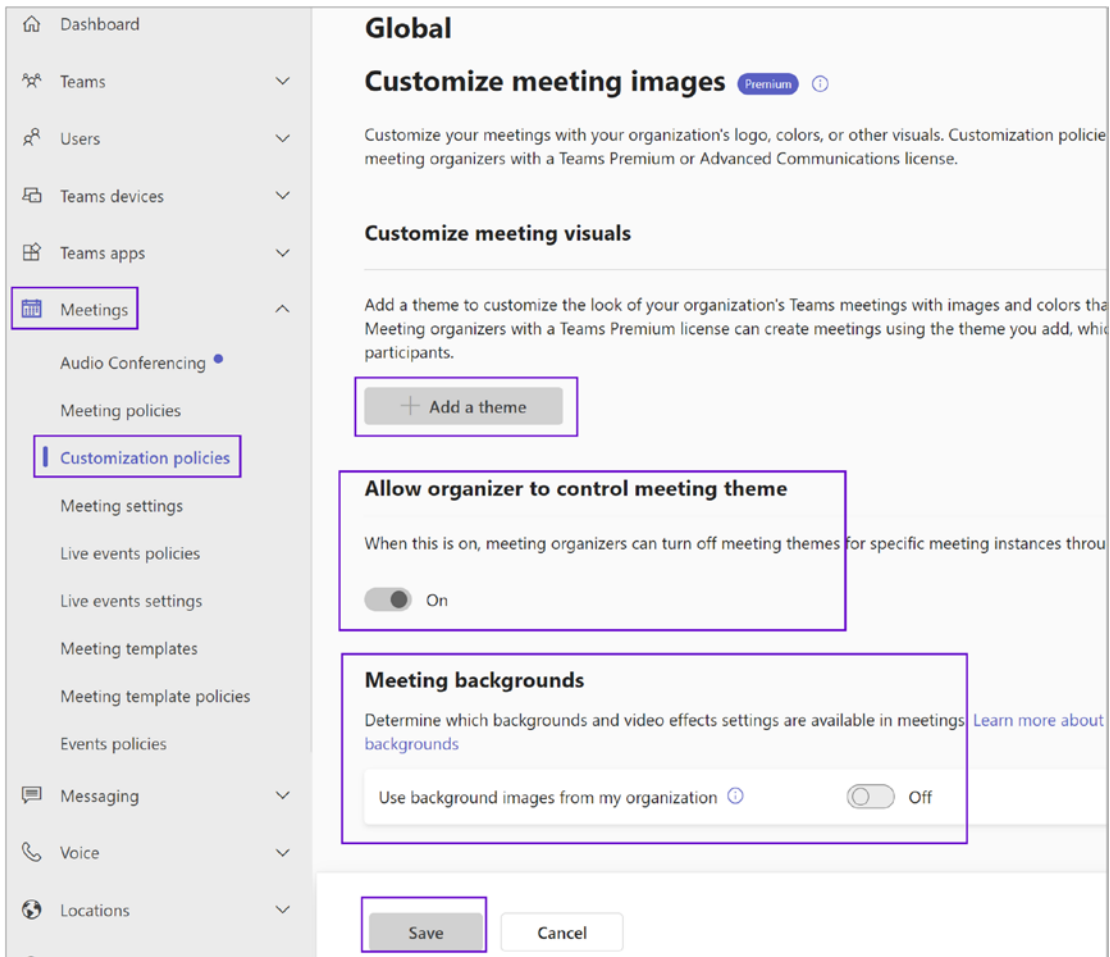 Dashboard
Teams
Users
Teams devices
Teams apps
Meetings
Audio Conferencing
Meeting policies
Customization policies
Meeting settings
Live events policies
Live events settings
Meeting templates
Meeting template policies
Events policies
Messaging
Voice
Locations
Global
Customize meeting images Premium
Customize your meetings with your organization's logo, colors, or other visuals. Customization policie
meeting organizers with a Teams Premium or Advanced Communications license.
Customize meeting visuals
Add a theme to customize the look of your organization's Teams meetings with images and colors tha
Meeting organizers with a Teams Premium license can create meetings using the theme you add, whic
participants.
+ Add a theme
Allow organizer to control meeting theme
When this is on, meeting organizers can turn off meeting themes for specific meeting instances throu
On
Meeting backgrounds
Determine which backgrounds and video effects settings are available in meetings. Learn more about
backgrounds
Use background images from my organization Off
Save Cancel